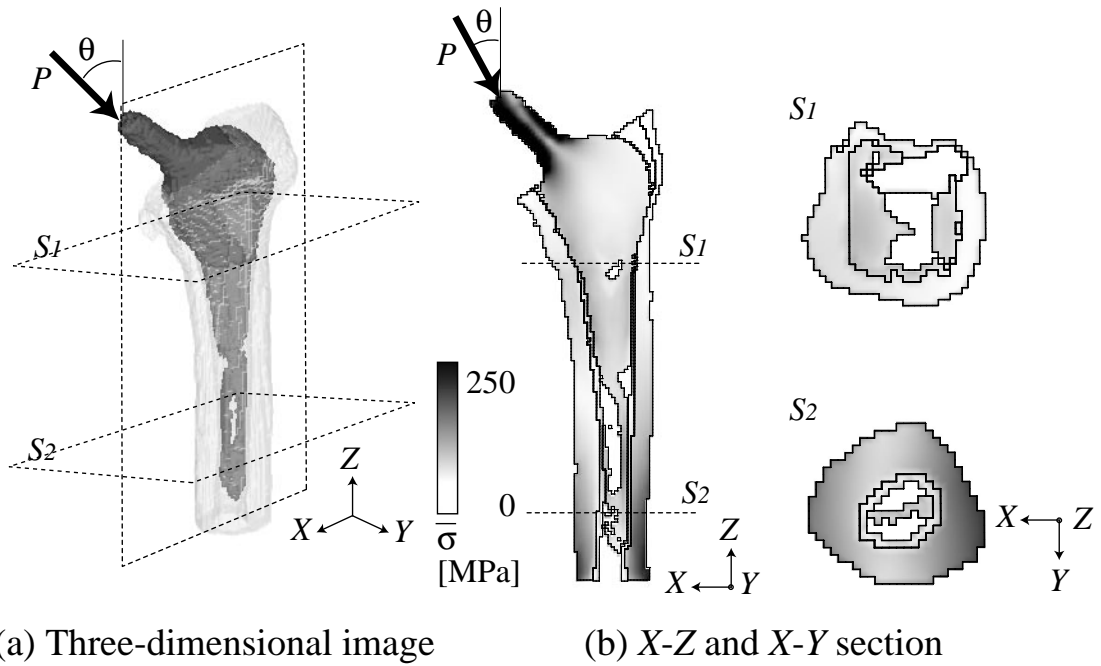 θ
P
S1
S2
Z
X
Y
θ
P
S1
S2
250
0
σ
[MPa]
Z
X
Y
S1
S2
X
Z
Y
(a) Three-dimensional image
(b) X-Z and X-Y section